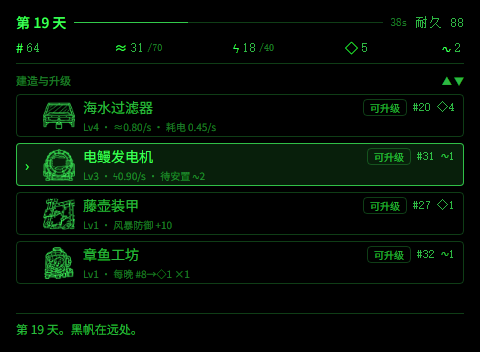 第 19 天 38s 耐久 88
# 64 ≈ 31 /70 ϟ 18 /40 ◇ 5 ∿ 2
建造与升级 ▲▼
海水过滤器 可升级 #20 ◇4
Lv4 · ≈0.80/s · 耗电 0.45/s
› 电鳗发电机 可升级 #31 ∿1
Lv3 · ϟ0.90/s · 待安置 ∿2
藤壶装甲 可升级 #27 ◇1
Lv1 · 风暴防御 +10
章鱼工坊 可升级 #32 ∿1
Lv1 · 每晚 #8→◇1 ×1
第 19 天。黑帆在远处。